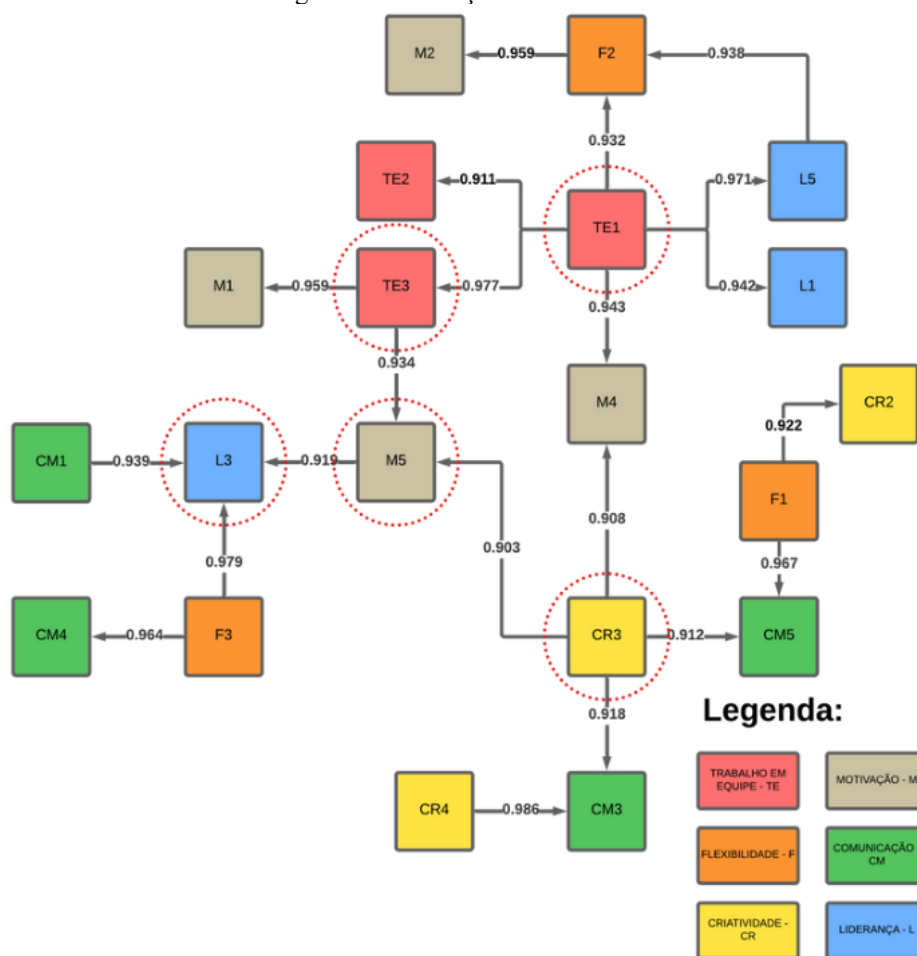 M2
0.959
F2
0.938
0.932
TE2
0.911
0.971
L5
TE1
M1
0.959
TE3
0.977
0.943
0.942
L1
0.934
M4
CR2
0.922
CM1
0.939
L3
0.919
M5
F1
0.903
0.908
0.979
0.967
CM4
0.964
F3
CR3
0.912
CM5
0.918
CR4
0.986
CM3
Legenda:
TRABALHO EM
EQUIPE - TE
MOTIVAÇÃO - M
FLEXIBILIDADE - F
COMUNICAÇÃO
CM
CRIATIVIDADE -
CR
LIDERANÇA - L